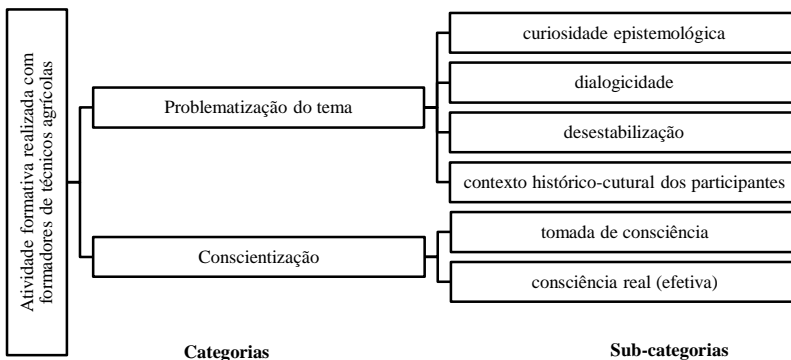 Atividade formativa realizada com
formadores de técnicos agrícolas
Problematização do tema
curiosidade epistemológica
dialogicidade
desestabilização
contexto histórico-cutural dos participantes
Conscientização
tomada de consciência
consciência real (efetiva)
Categorias
Sub-categorias